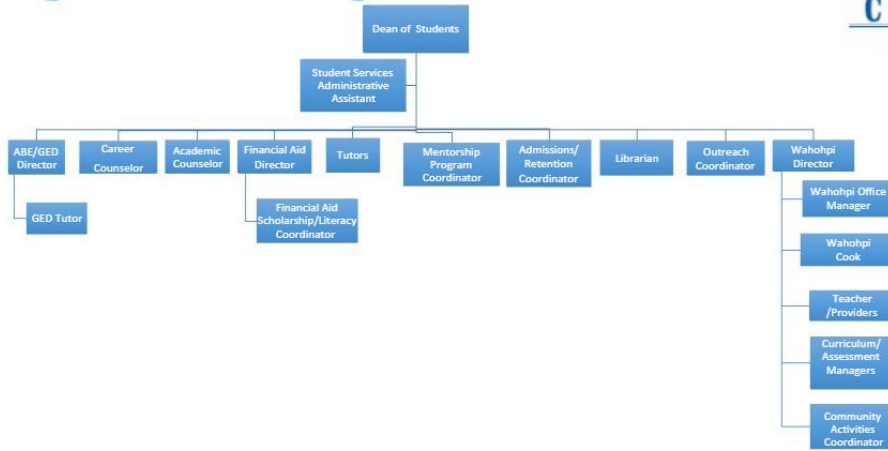 C
Dean of Students
Student Services
Administrative
Assistant
ABE/GED
Director
Career
Counselor
Academic
Counselor
Financial Aid
Director
Tutors
Mentorship
Program
Coordinator
Admissions/
Retention
Coordinator
Librarian
Outreach
Coordinator
Wahohpi
Director
GED Tutor
Financial Aid
Scholarship/Literacy
Coordinator
Wahohpi Office
Manager
Wahohpi
Cook
Teacher
/Providers
Curriculum/
Assessment
Managers
Community
Activities
Coordinator